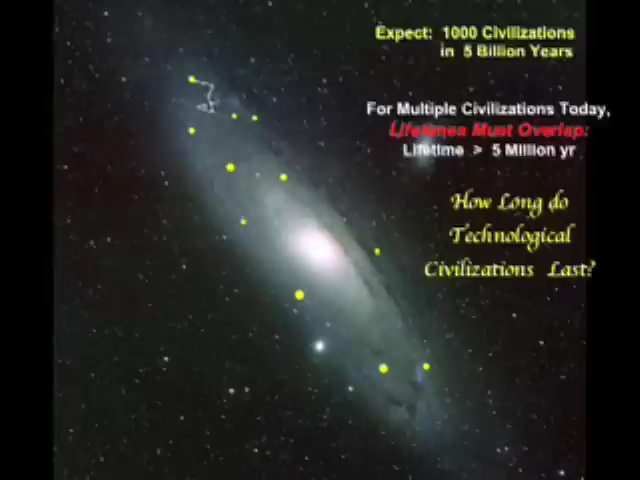 Expect: 1000 Civilizations
in 5 Billion Years
For Multiple Civilizations Today,
Lifetimes Must Overlap:
Lifetime > 5 Million yr
How Long do
Technological
Civilizations Last?